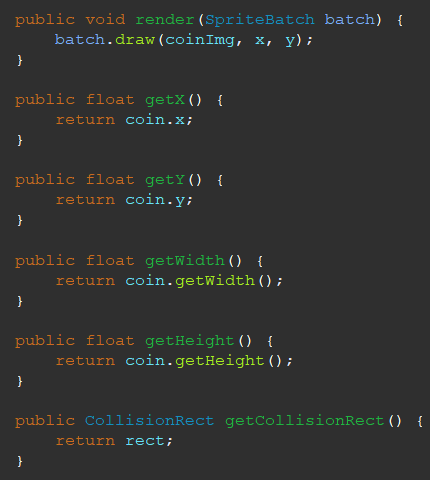 public void render(SpriteBatch batch) {
    batch.draw(coinImg, x, y);
}

public float getX() {
    return coin.x;
}

public float getY() {
    return coin.y;
}

public float getWidth() {
    return coin.getWidth();
}

public float getHeight() {
    return coin.getHeight();
}

public CollisionRect getCollisionRect() {
    return rect;
}